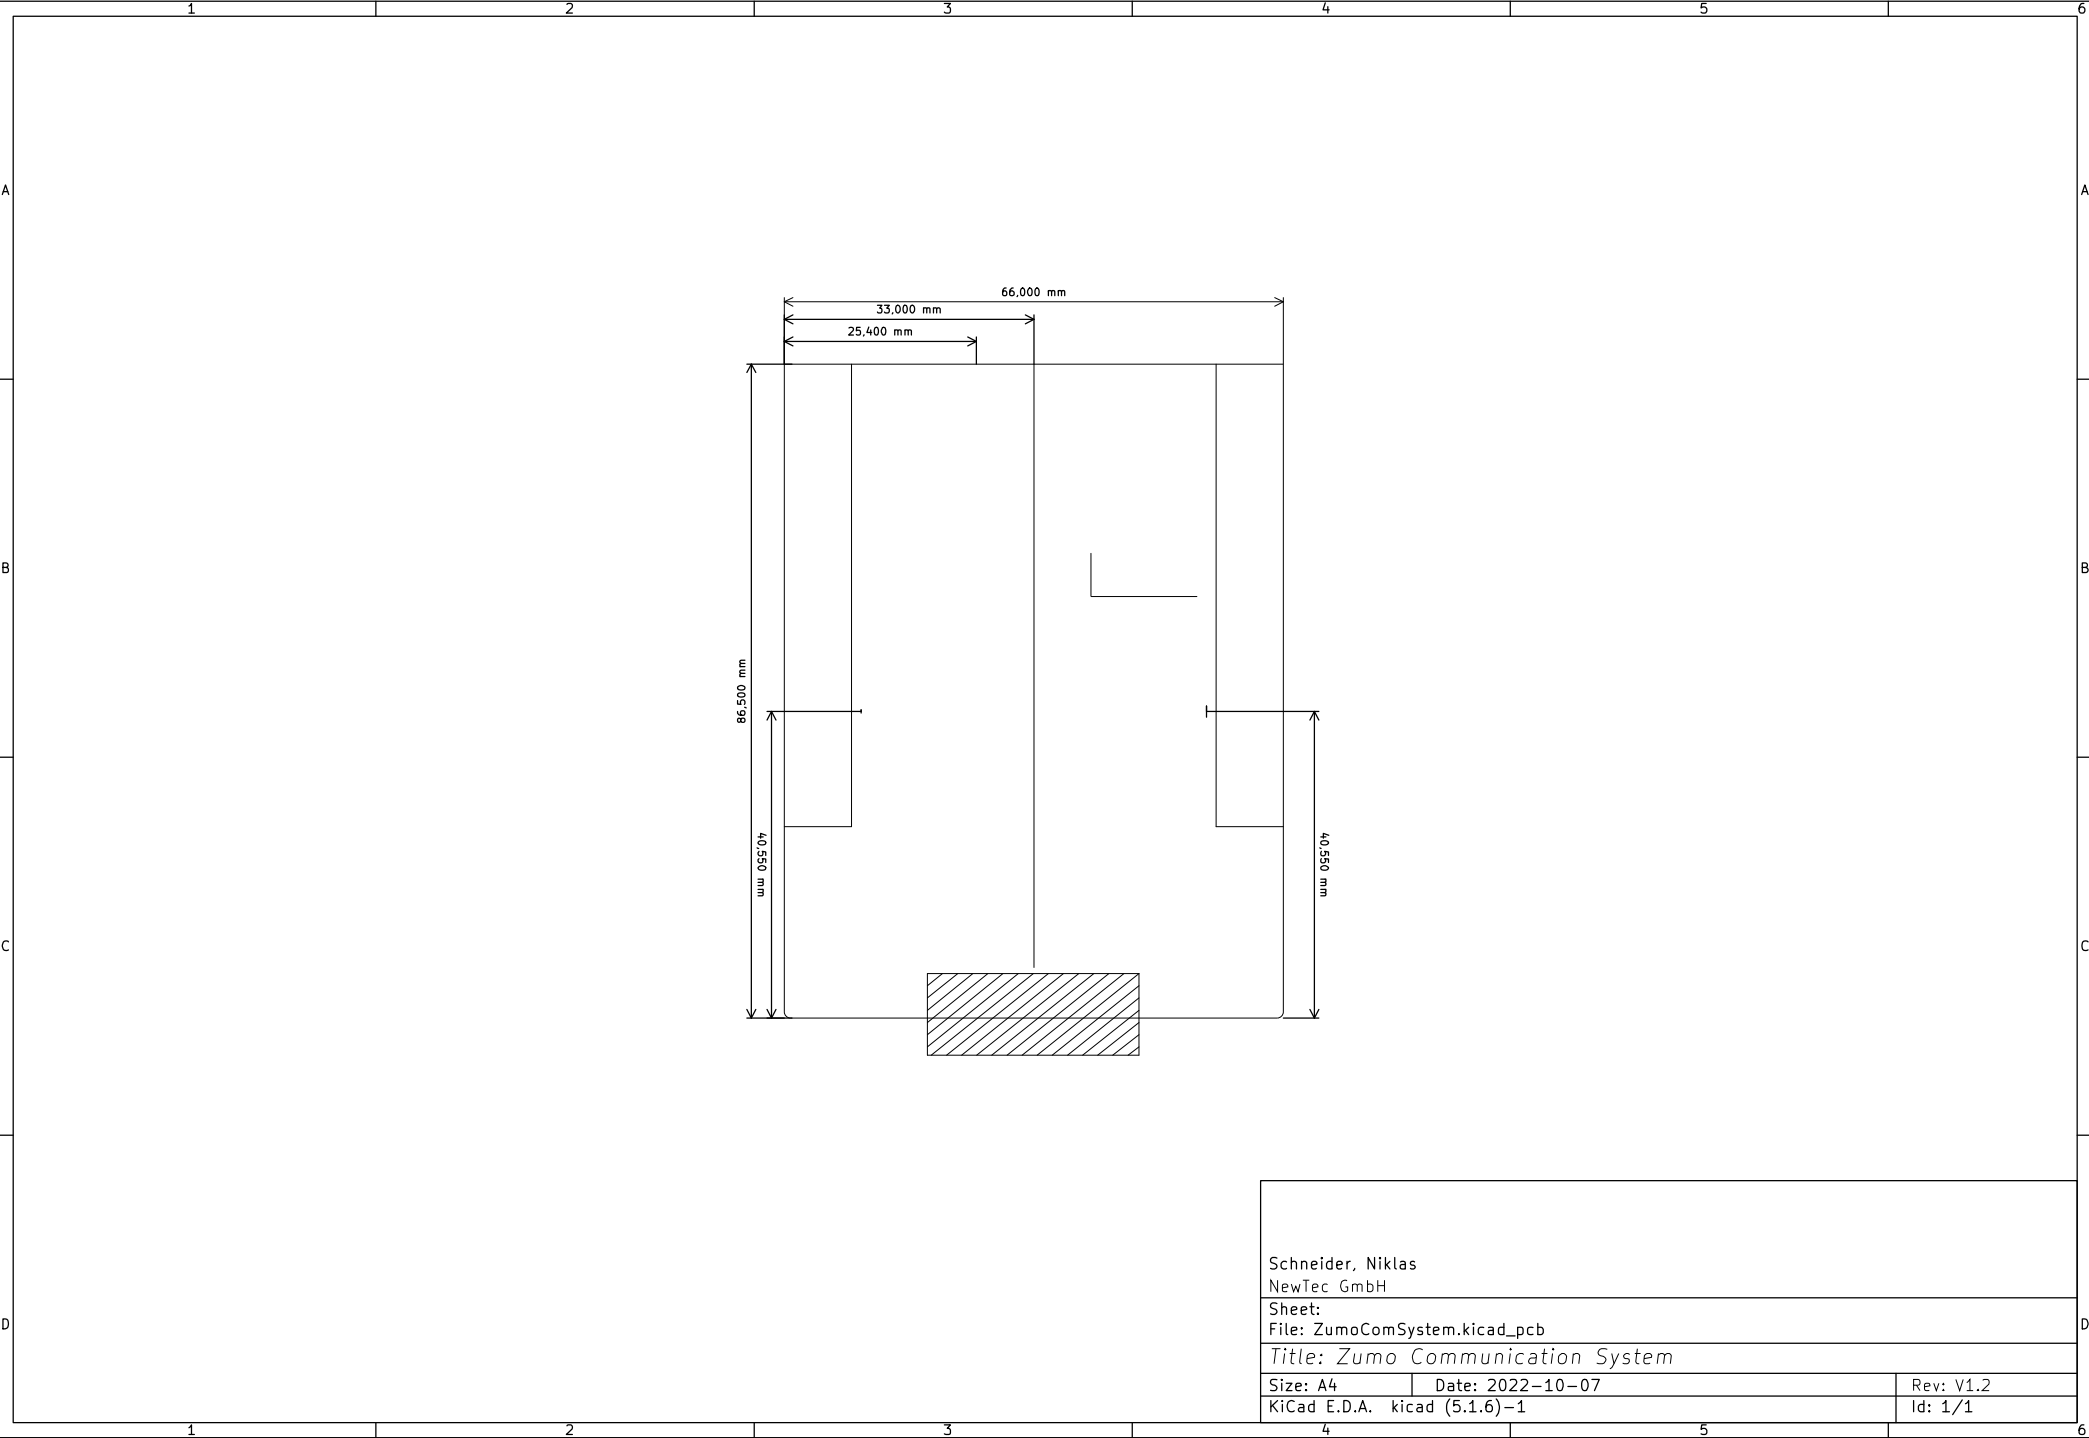 1 2 3 4 5 6
A A
66,000 mm
33,000 mm
25,400 mm
B B
86,500 mm
40,550 mm 40,550 mm
C C
Schneider, Niklas
NewTec GmbH
Sheet:
File: ZumoComSystem.kicad_pcb
D D
Title: Zumo Communication System
Size: A4 Date: 2022-10-07 Rev: V1.2
KiCad E.D.A. kicad (5.1.6)-1 Id: 1/1
1 2 3 4 5 6